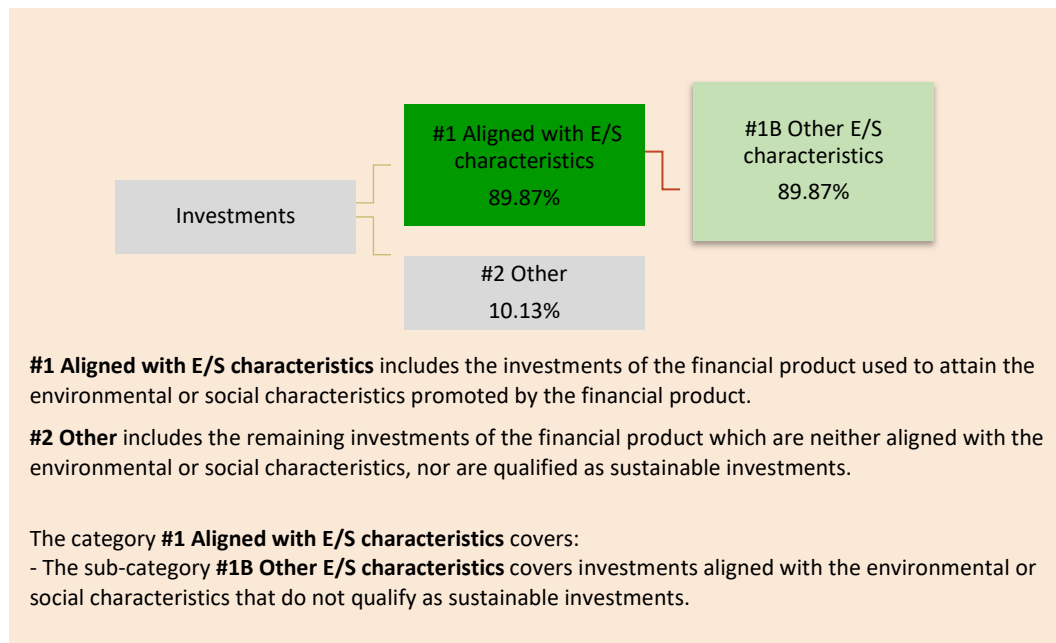 #1 Aligned with E/S
characteristics
89.87%
#1B Other E/S
characteristics
89.87%
Investments
#2 Other
10.13%
#1 Aligned with E/S characteristics includes the investments of the financial product used to attain the
environmental or social characteristics promoted by the financial product.
#2 Other includes the remaining investments of the financial product which are neither aligned with the
environmental or social characteristics, nor are qualified as sustainable investments.
The category #1 Aligned with E/S characteristics covers:
- The sub-category #1B Other E/S characteristics covers investments aligned with the environmental or
social characteristics that do not qualify as sustainable investments.